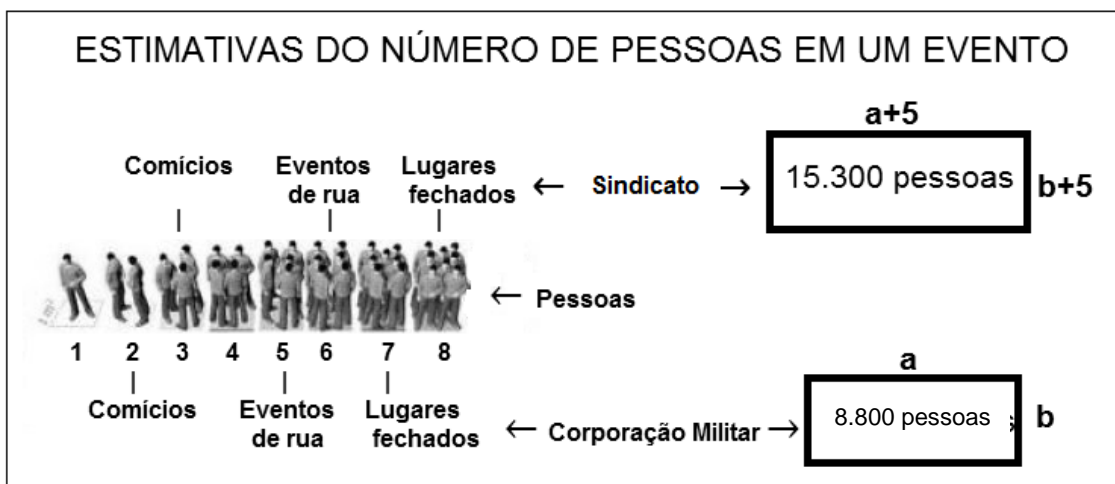 ESTIMATIVAS DO NÚMERO DE PESSOAS EM UM EVENTO
a+5
Comícios
Eventos
de rua
Lugares
fechados
← Sindicato →
15.300 pessoas
b+5
← Pessoas
1 2 3 4 5 6 7 8
a
Comícios
Eventos
de rua
Lugares
fechados
← Corporação Militar →
8.800 pessoas
b